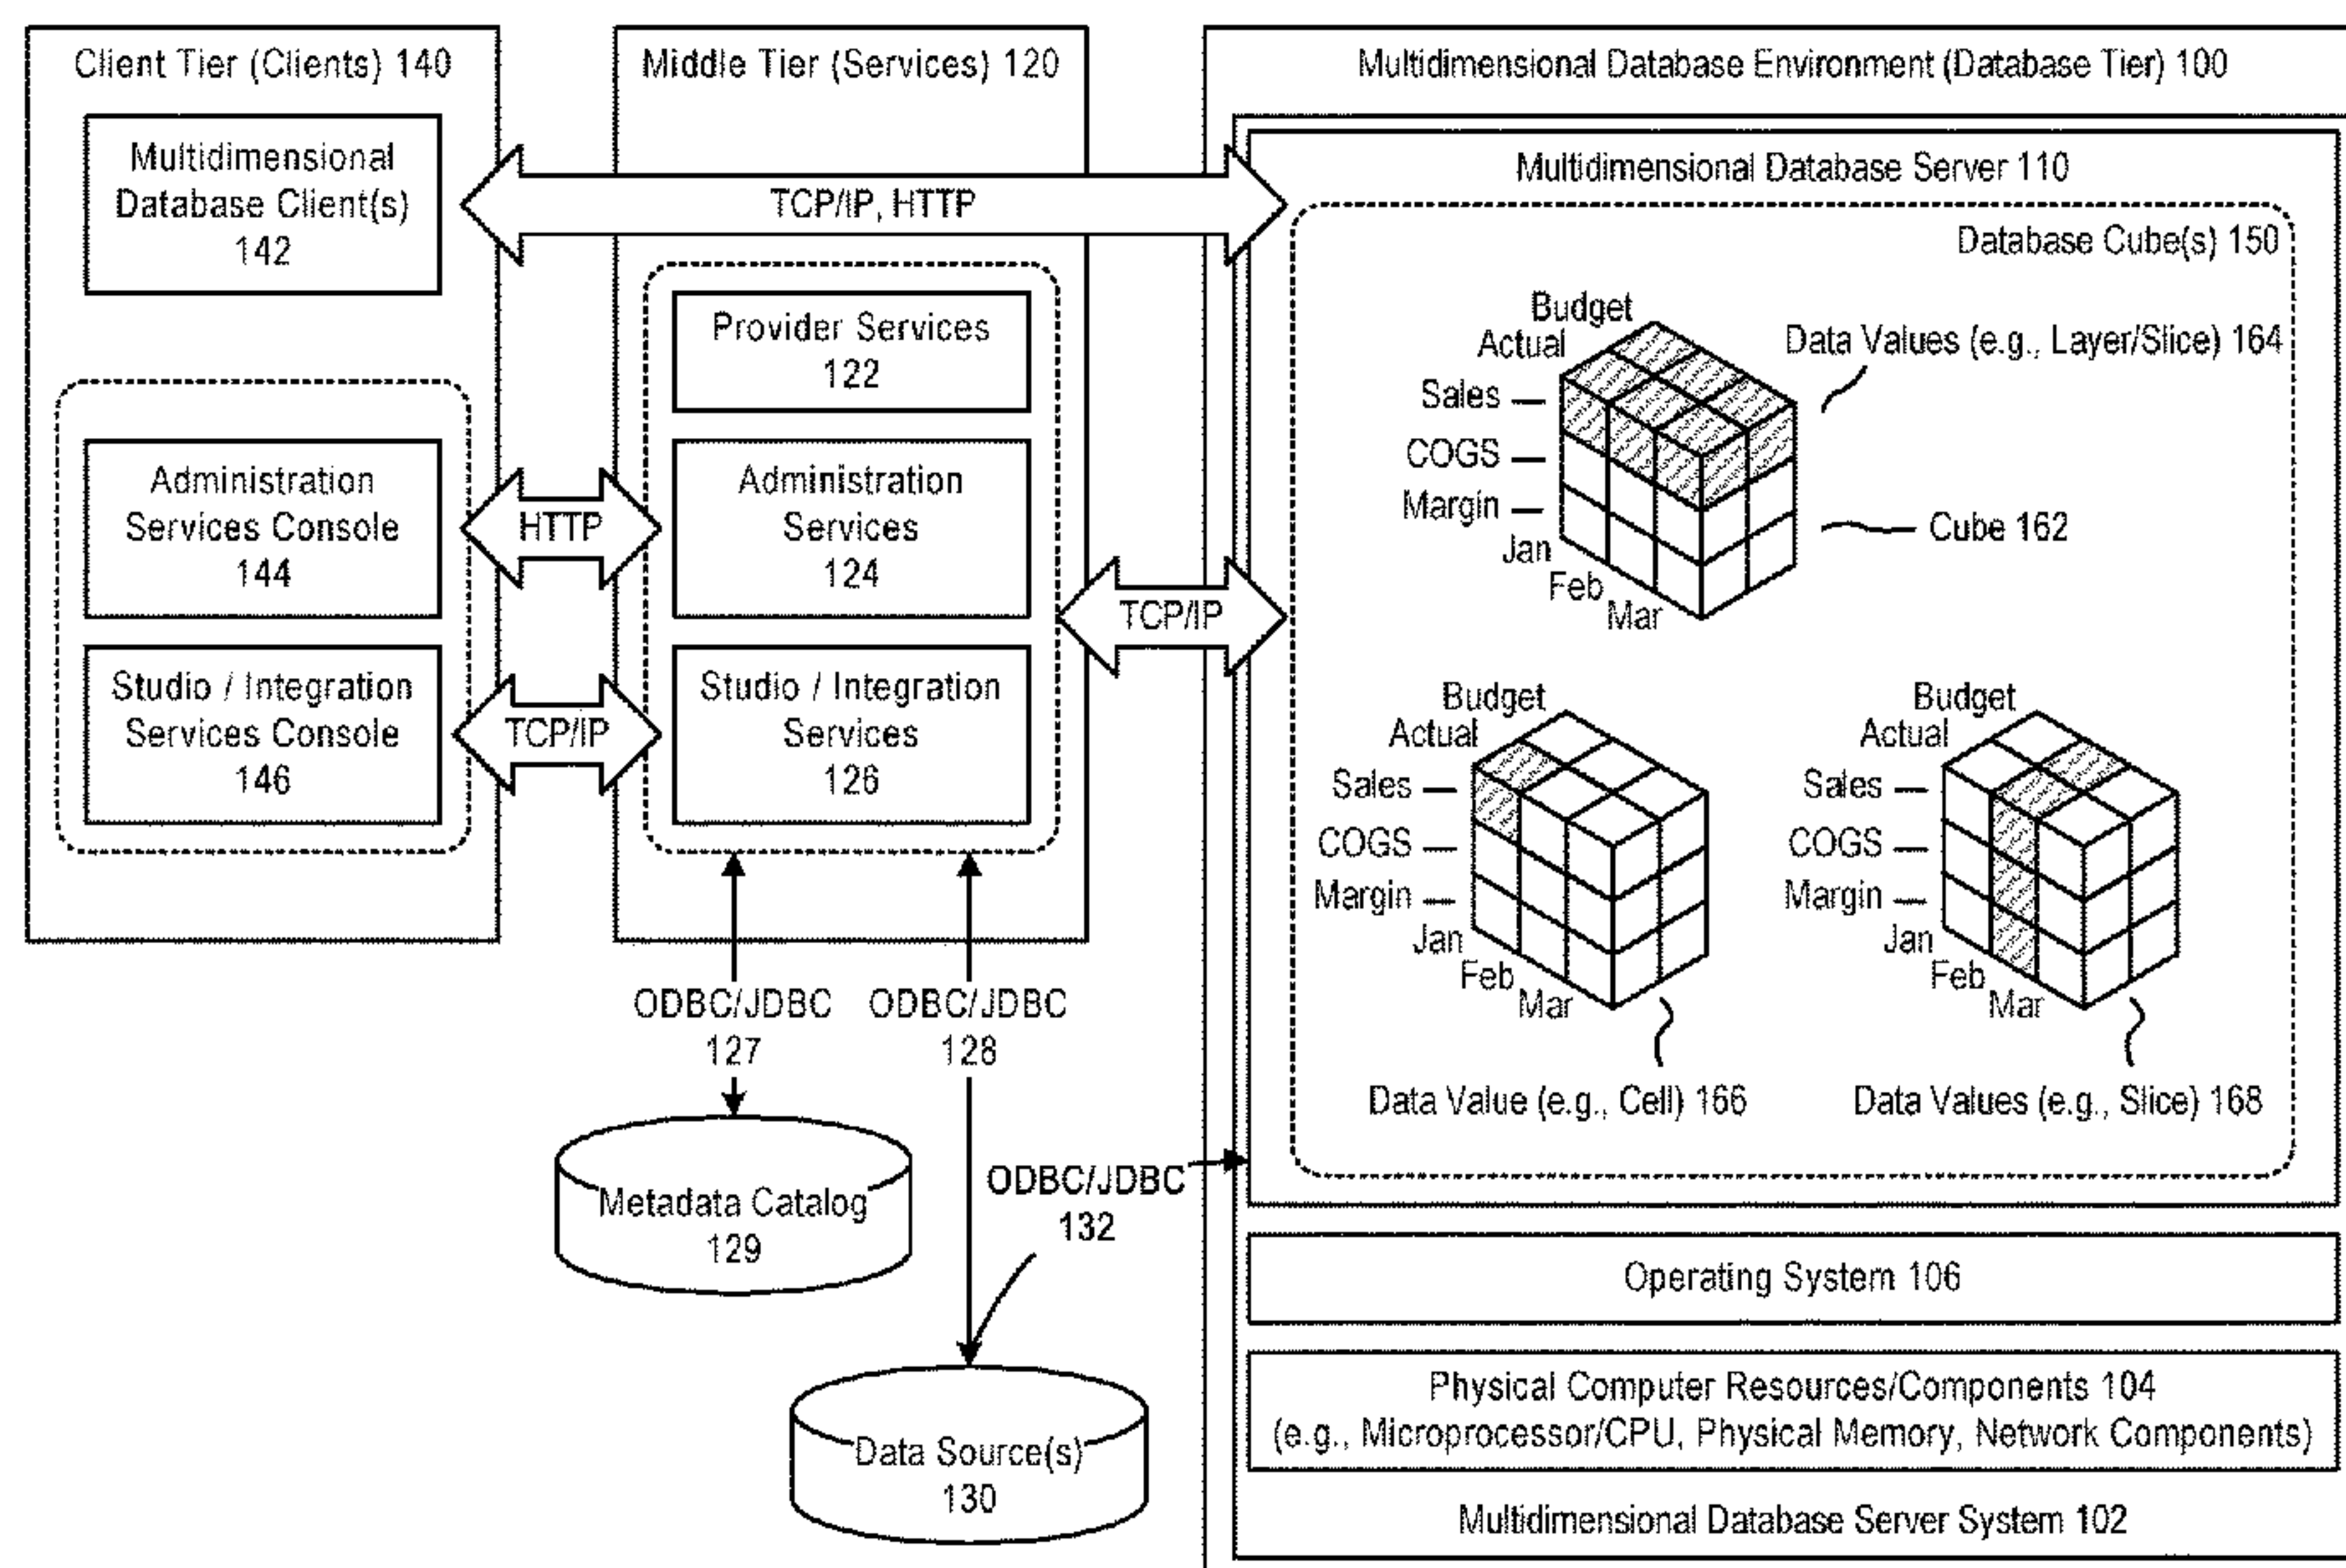 Client Tier (Clients) 140
Multidimensional
Database Client(s)
142
Administration
Services Console
144
Studio / Integration
Services Console
146
Middle Tier (Services) 120
TCP/IP, HTTP
Provider Services
122
Administration
Services
124
Studio / Integration
Services
126
HTTP
TCP/IP
TCP/IP
ODBC/JDBC
127
ODBC/JDBC
128
Metadata Catalog
129
ODBC/JDBC
132
Data Source(s)
130
Multidimensional Database Environment (Database Tier) 100
Multidimensional Database Server 110
Database Cube(s) 150
Budget
Actual
Sales
COGS
Margin
Jan
Feb
Mar
Data Values (e.g., Layer/Slice) 164
Cube 162
Budget
Actual
Sales
COGS
Margin
Jan
Feb
Mar
Data Value (e.g., Cell) 166
Budget
Actual
Sales
COGS
Margin
Jan
Feb
Mar
Data Values (e.g., Slice) 168
Operating System 106
Physical Computer Resources/Components 104
(e.g., Microprocessor/CPU, Physical Memory, Network Components)
Multidimensional Database Server System 102